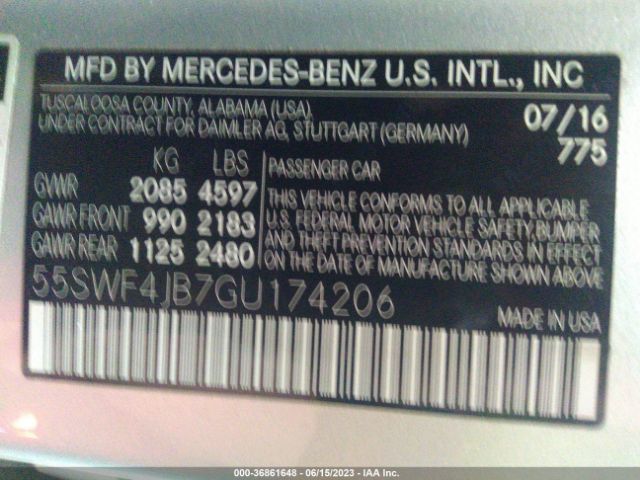 MFD BY MERCEDES-BENZ U.S. INTL., INC
TUSCALOOSA COUNTY, ALABAMA (USA)
UNDER CONTRACT FOR DAIMLER AG, STUTTGART (GERMANY)
07/16
775
KG LBS
GVWR 2085 4597
GAWR FRONT 990 2183
GAWR REAR 1125 2480
PASSENGER CAR
THIS VEHICLE CONFORMS TO ALL APPLICABLE
U.S. FEDERAL MOTOR VEHICLE SAFETY, BUMPER
AND THEFT PREVENTION STANDARDS IN EFFECT
ON THE DATE OF MANUFACTURE SHOWN ABOVE
55SWF4JB7GU174206
MADE IN USA
000-36861648 - 06/15/2023 - IAA Inc.